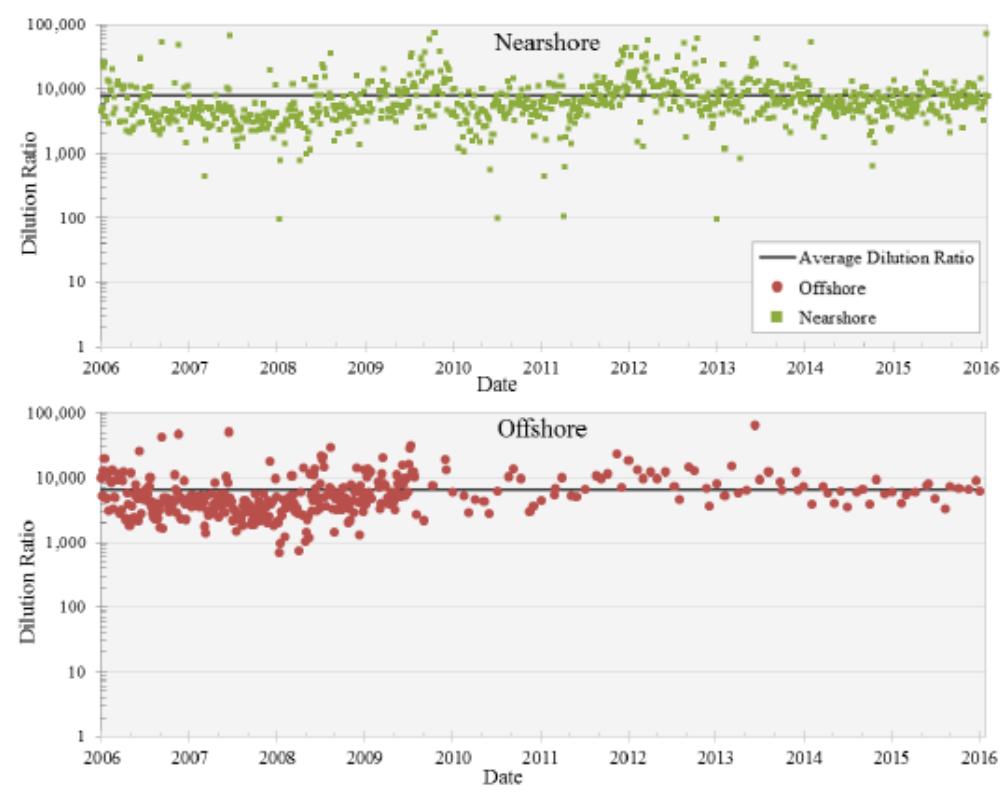 100,000
Nearshore
10,000
1,000
100
10
1
Dilution Ratio
Average Dilution Ratio
Offshore
Nearshore
2006 2007 2008 2009 2010 2011 2012 2013 2014 2015 2016
Date
100,000
Offshore
10,000
1,000
100
10
1
Dilution Ratio
2006 2007 2008 2009 2010 2011 2012 2013 2014 2015 2016
Date